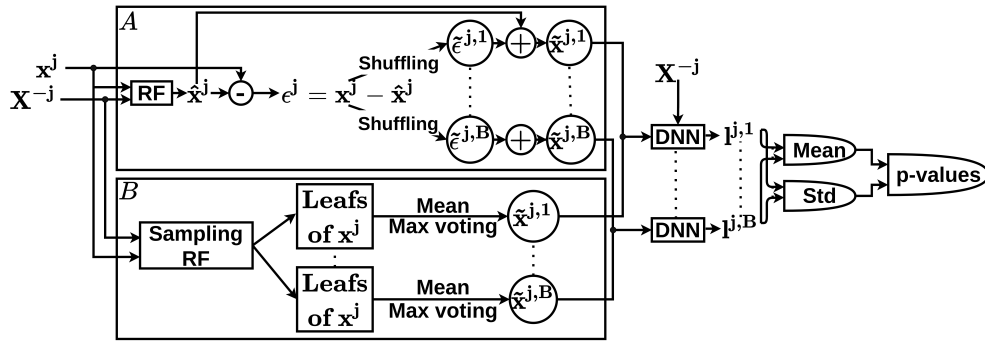 A
x^j
X^{-j}
RF
x̂^j
-
ϵ^j = x^j − x̂^j
Shuffling
Shuffling
ϵ̃^{j,1}
+
x̃^{j,1}
ϵ̃^{j,B}
+
x̃^{j,B}
B
Sampling
RF
Leafs
of x^j
Mean
Max voting
x̃^{j,1}
Leafs
of x^j
Mean
Max voting
x̃^{j,B}
X^{-j}
DNN
l^{j,1}
DNN
l^{j,B}
Mean
Std
p-values